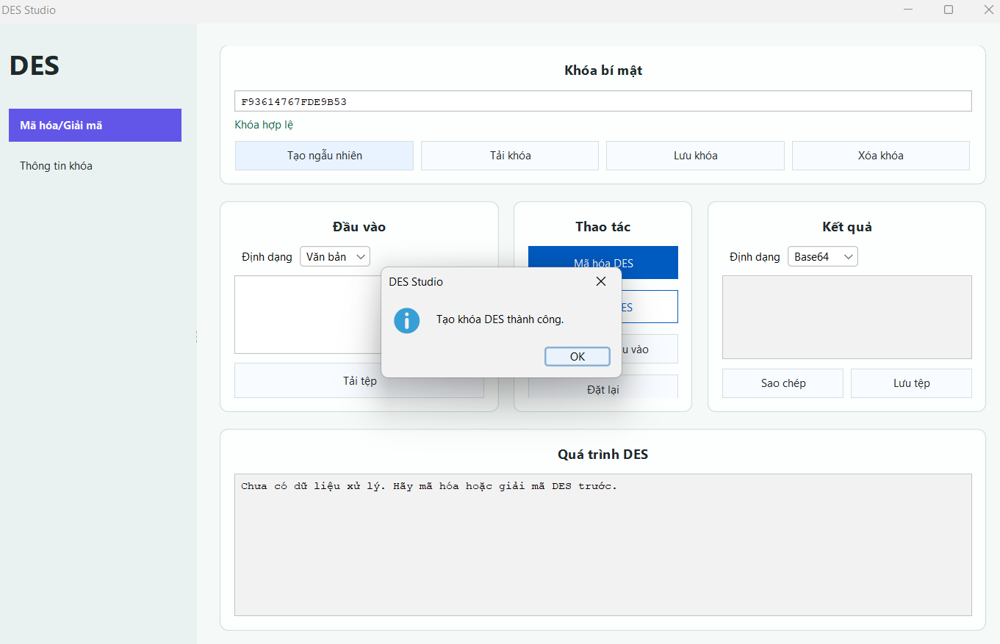 DES Studio
DES
Mã hóa/Giải mã
Thông tin khóa
Khóa bí mật
F93614767FDE9B53
Khóa hợp lệ
Tạo ngẫu nhiên
Tải khóa
Lưu khóa
Xóa khóa
Đầu vào
Định dạng
Văn bản
Tải tệp
Thao tác
Mã hóa DES
ES
u vào
Đặt lại
Kết quả
Định dạng
Base64
Sao chép
Lưu tệp
DES Studio
Tạo khóa DES thành công.
OK
Quá trình DES
Chưa có dữ liệu xử lý. Hãy mã hóa hoặc giải mã DES trước.